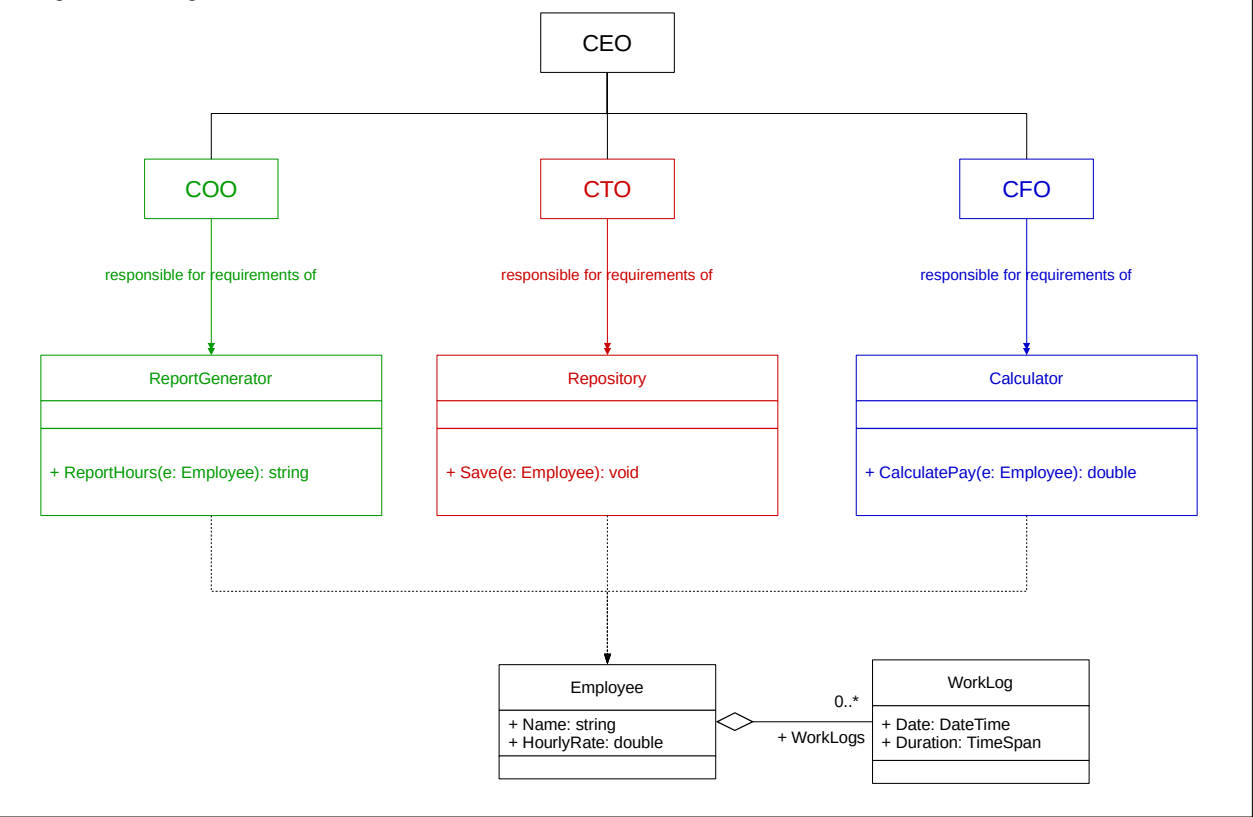 CEO
COO
CTO
CFO
responsible for requirements of
responsible for requirements of
responsible for requirements of
ReportGenerator
Repository
Calculator
+ ReportHours(e: Employee): string
+ Save(e: Employee): void
+ CalculatePay(e: Employee): double
Employee
+ Name: string
+ HourlyRate: double
0..*
+ WorkLogs
WorkLog
+ Date: DateTime
+ Duration: TimeSpan